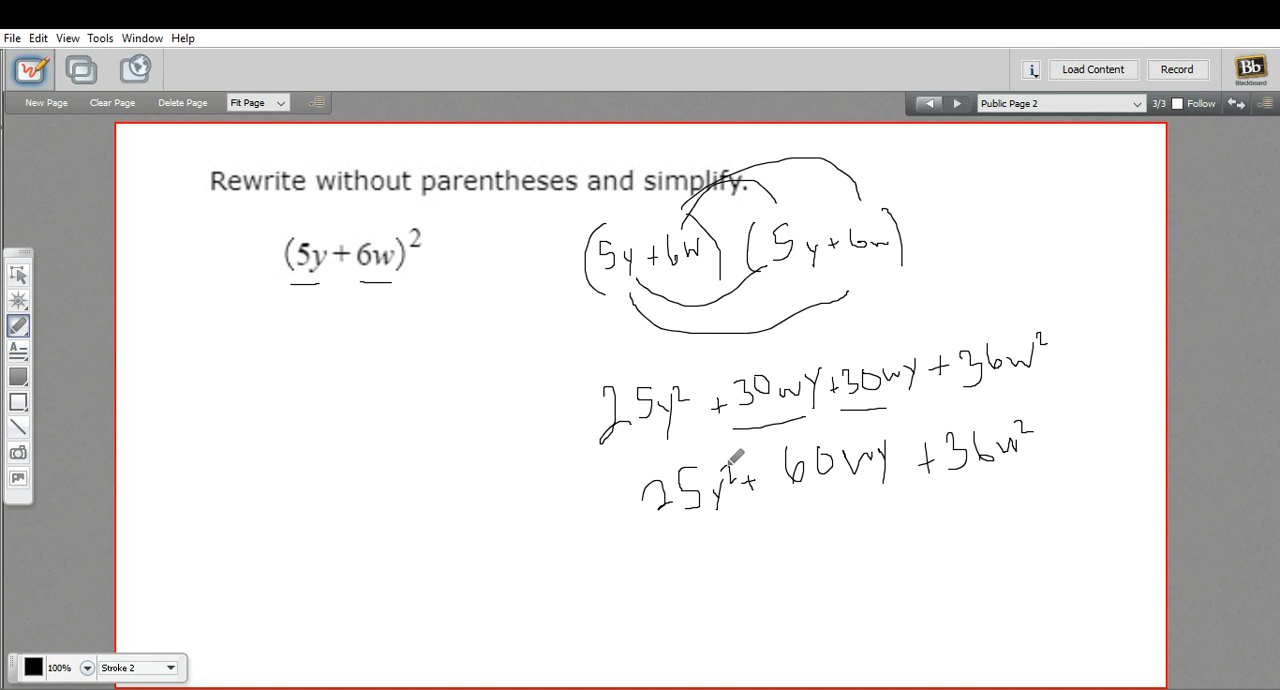 File Edit View Tools Window Help
i Load Content Record Bb Blackboard
New Page Clear Page Delete Page Fit Page Public Page 2 3/3 Follow
Rewrite without parentheses and simplify.
(5y+6w)²
(5y+6w)(5y+6w)
25y² +30wy+30wy+36w²
25y²+ 60wy +36w²
100% Stroke 2